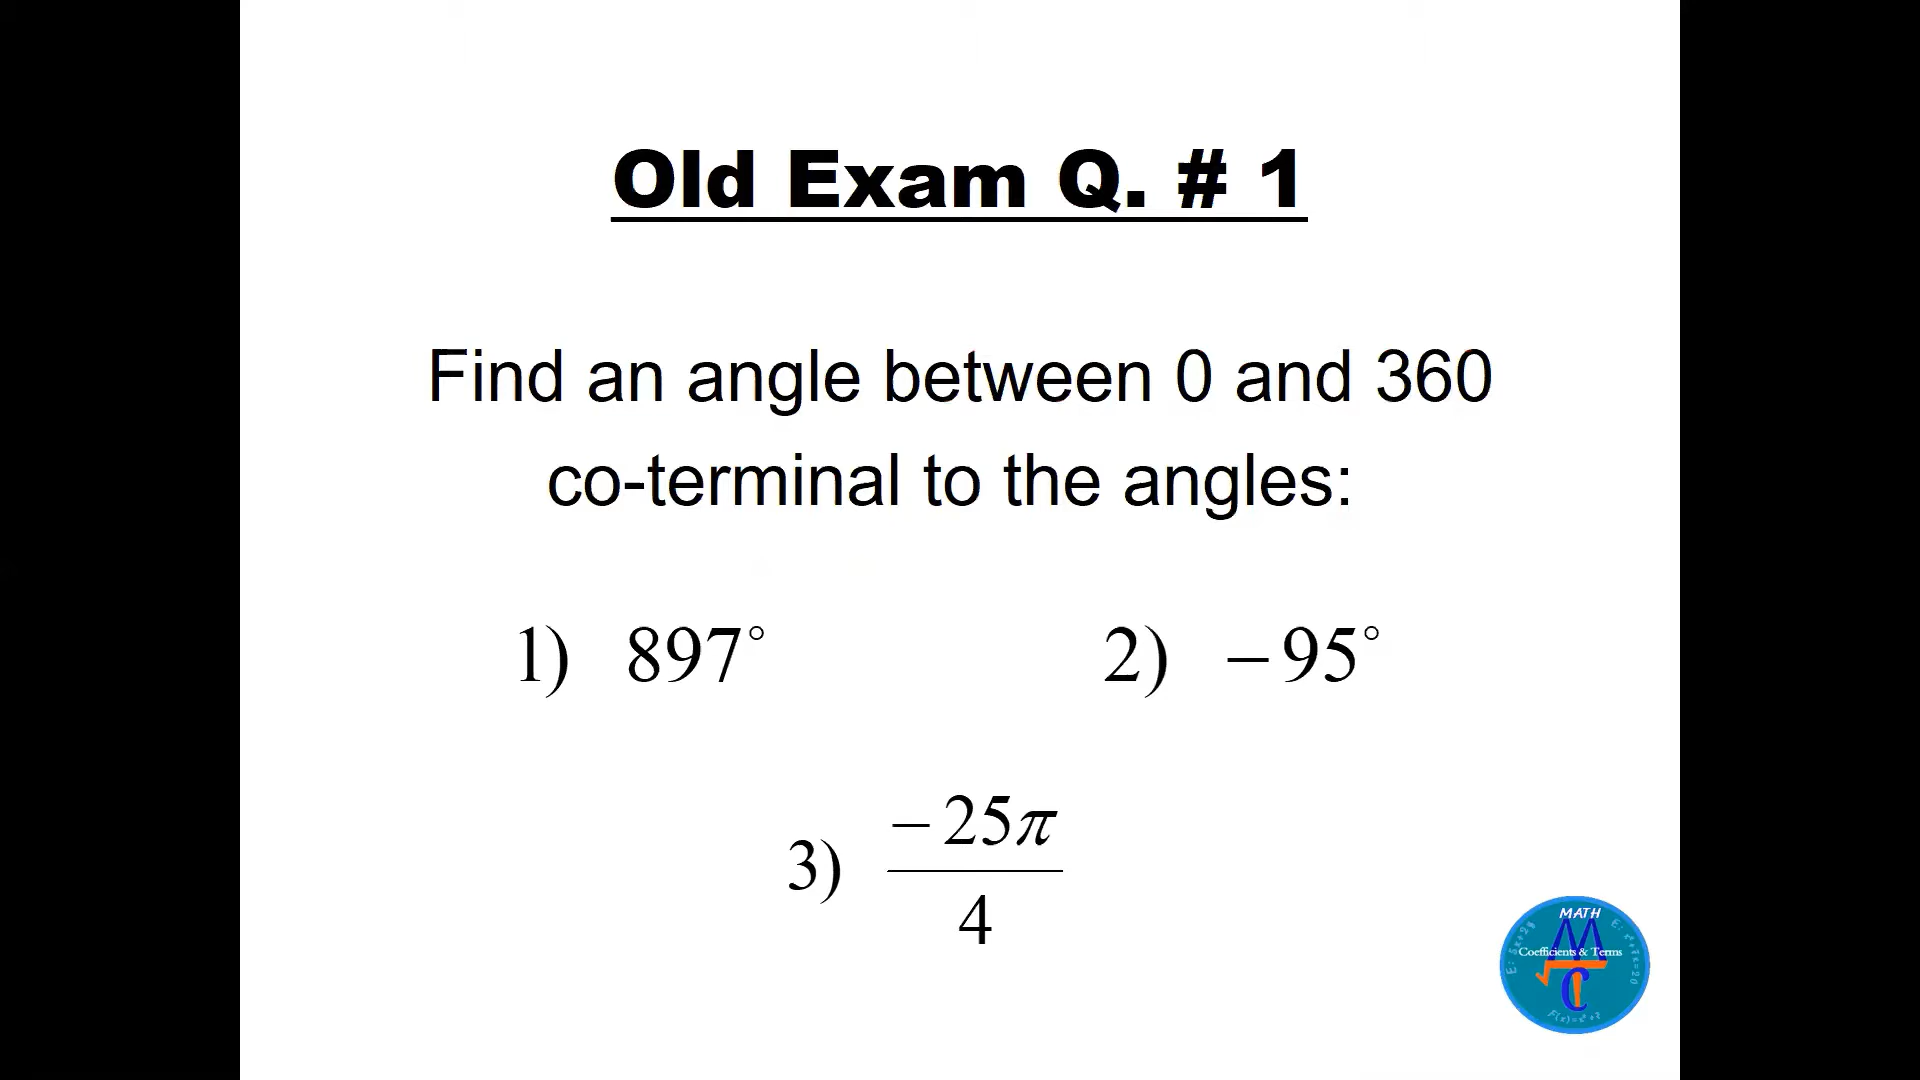 Old Exam Q. # 1
Find an angle between 0 and 360
co-terminal to the angles:
1) 897°
2) −95°
3) −25π
4
MATH
Coefficients & Terms